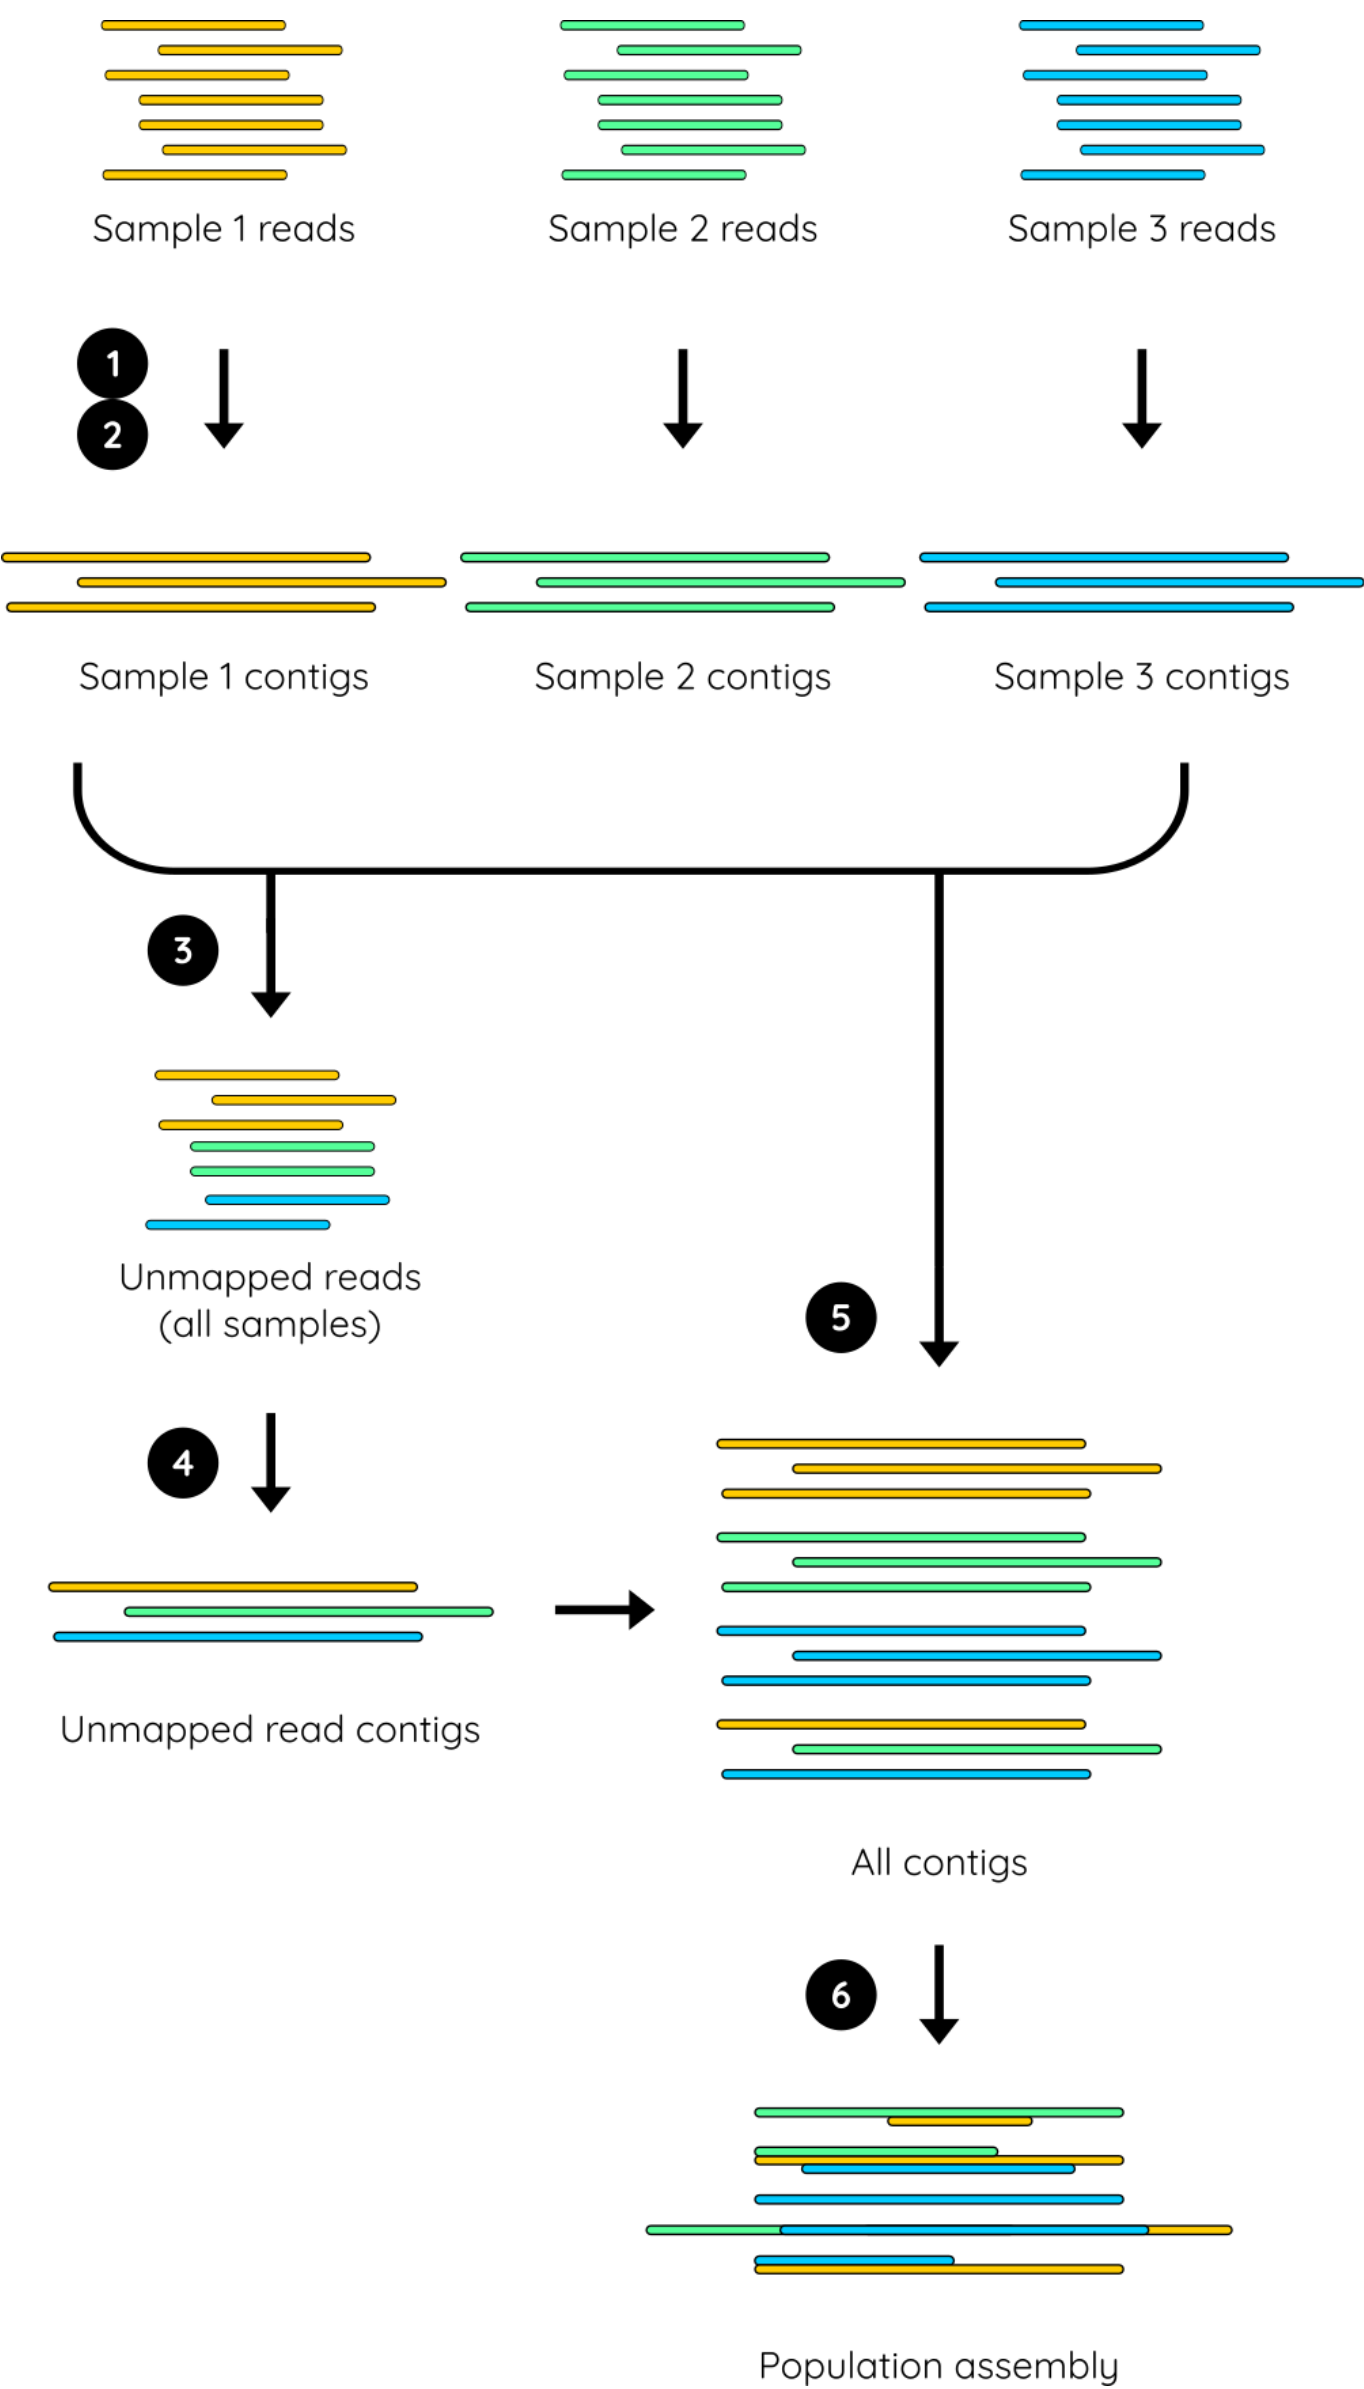 Sample 1 reads
Sample 2 reads
Sample 3 reads
1
2
Sample 1 contigs
Sample 2 contigs
Sample 3 contigs
3
Unmapped reads
(all samples)
5
4
Unmapped read contigs
All contigs
6
Population assembly